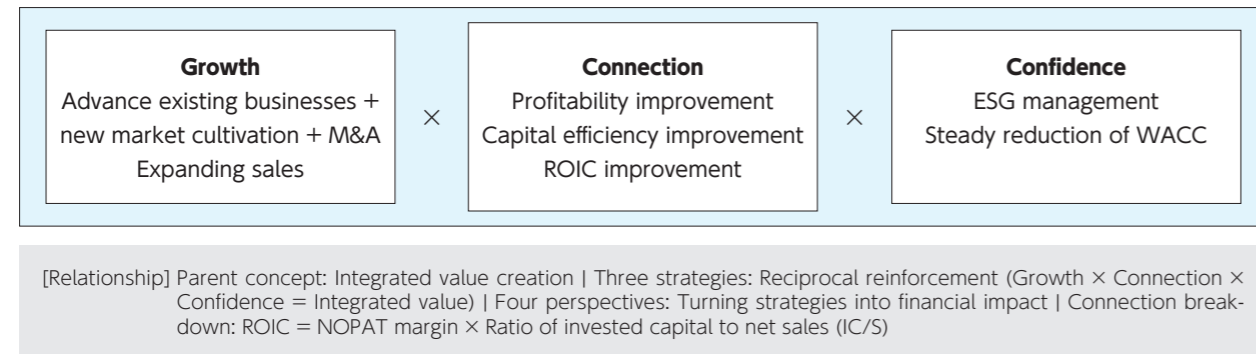 Growth
Advance existing businesses +
new market cultivation + M&A
Expanding sales
×
Connection
Profitability improvement
Capital efficiency improvement
ROIC improvement
×
Confidence
ESG management
Steady reduction of WACC
[Relationship] Parent concept: Integrated value creation | Three strategies: Reciprocal reinforcement (Growth × Connection ×
Confidence = Integrated value) | Four perspectives: Turning strategies into financial impact | Connection break-
down: ROIC = NOPAT margin × Ratio of invested capital to net sales (IC/S)